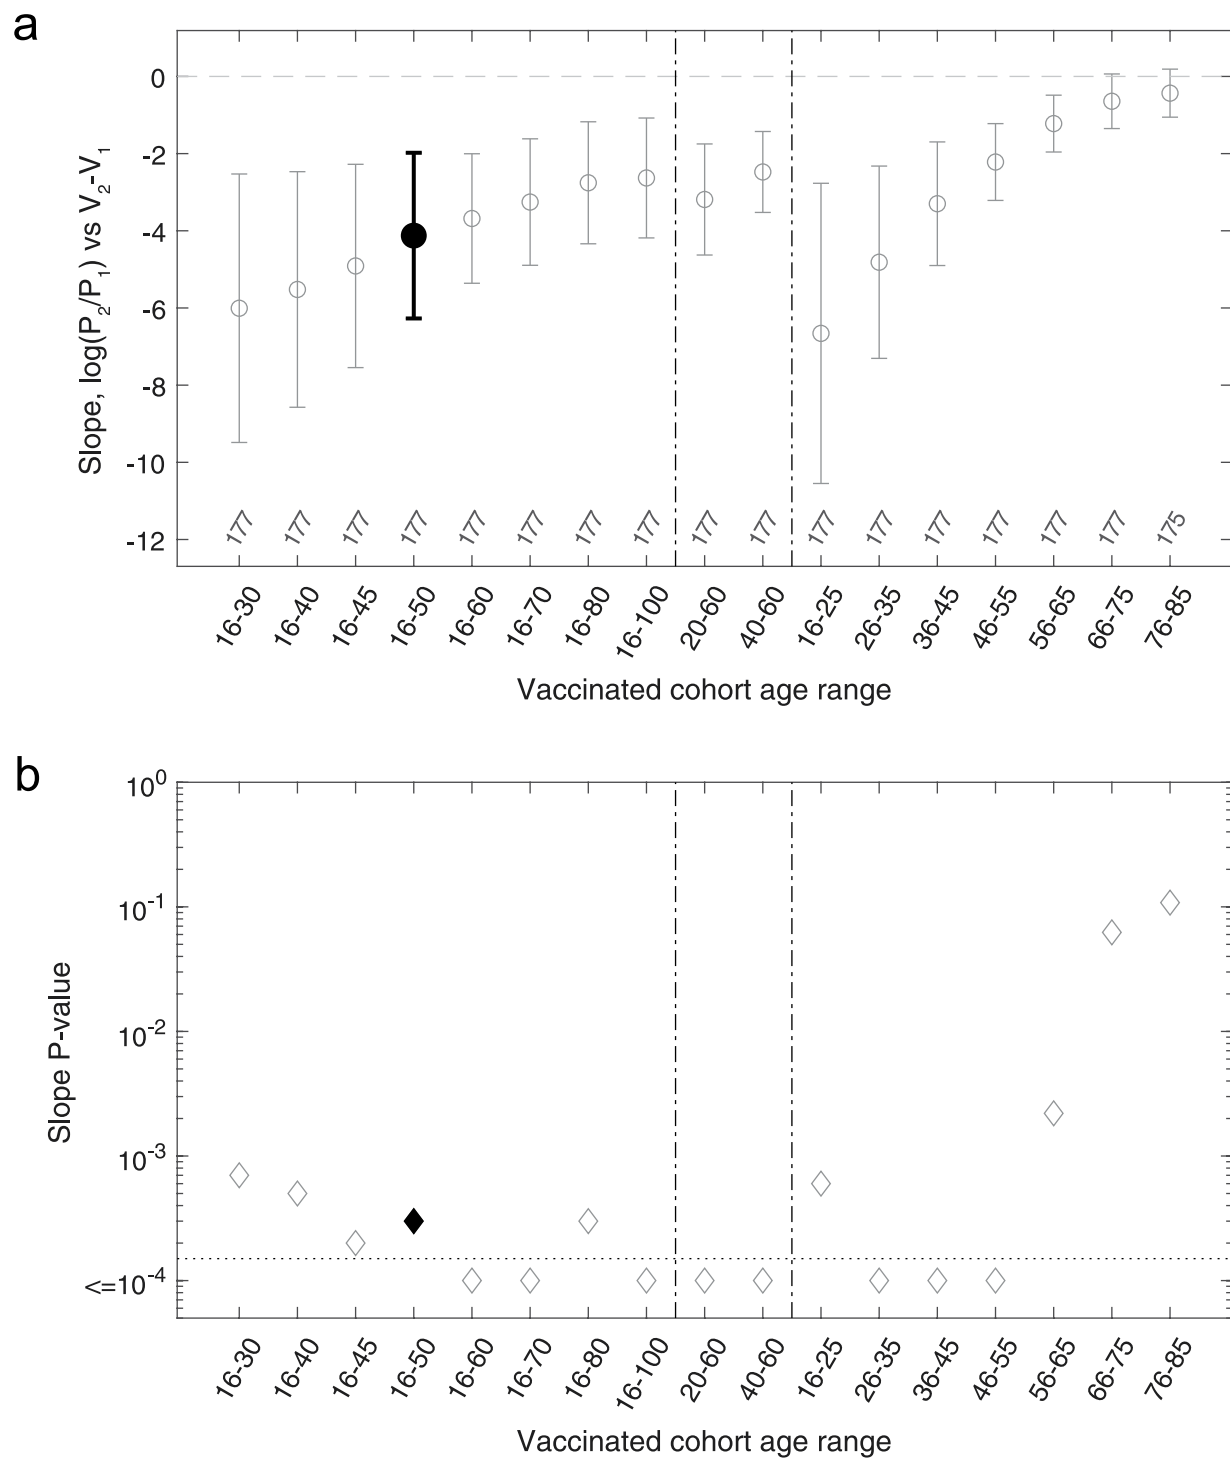 a
Slope, log(P2/P1) vs V2-V1
0
-2
-4
-6
-8
-10
-12
177 177 177 177 177 177 177 177 177 177 177 177 177 177 177 177 175
16-30 16-40 16-45 16-50 16-60 16-70 16-80 16-100 20-60 40-60 16-25 26-35 36-45 46-55 56-65 66-75 76-85
Vaccinated cohort age range
b
Slope P-value
10^0
10^-1
10^-2
10^-3
<=10^-4
16-30 16-40 16-45 16-50 16-60 16-70 16-80 16-100 20-60 40-60 16-25 26-35 36-45 46-55 56-65 66-75 76-85
Vaccinated cohort age range